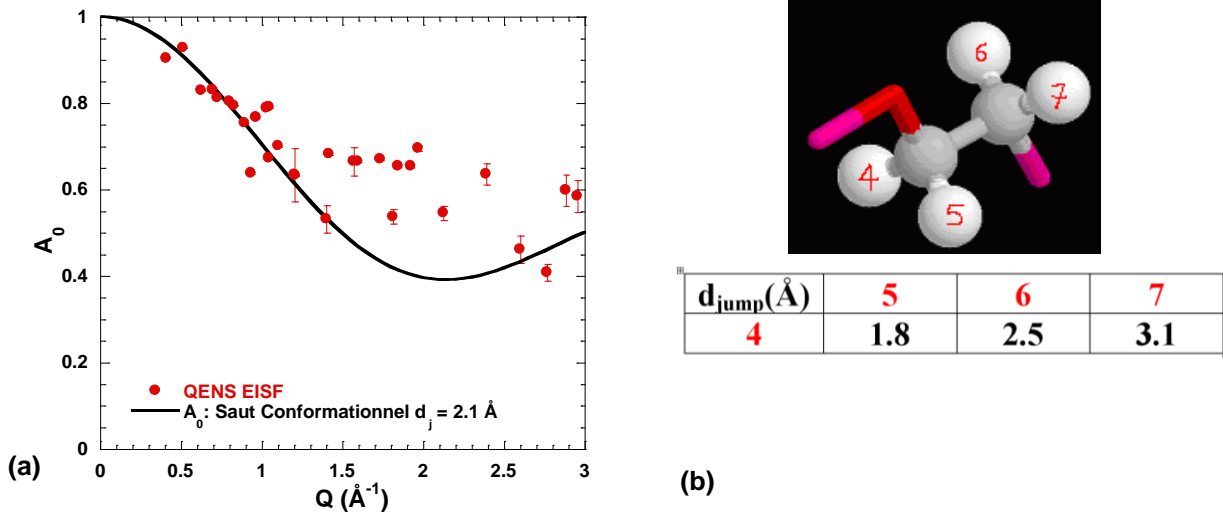 1
0.8
0.6
0.4
0.2
0
A0
QENS EISF
A0: Saut Conformationnel dj = 2.1 Å
0 0.5 1 1.5 2 2.5 3
Q (Å-1)
(a)
6
7
4
5
djump(Å) 5 6 7
4 1.8 2.5 3.1
(b)